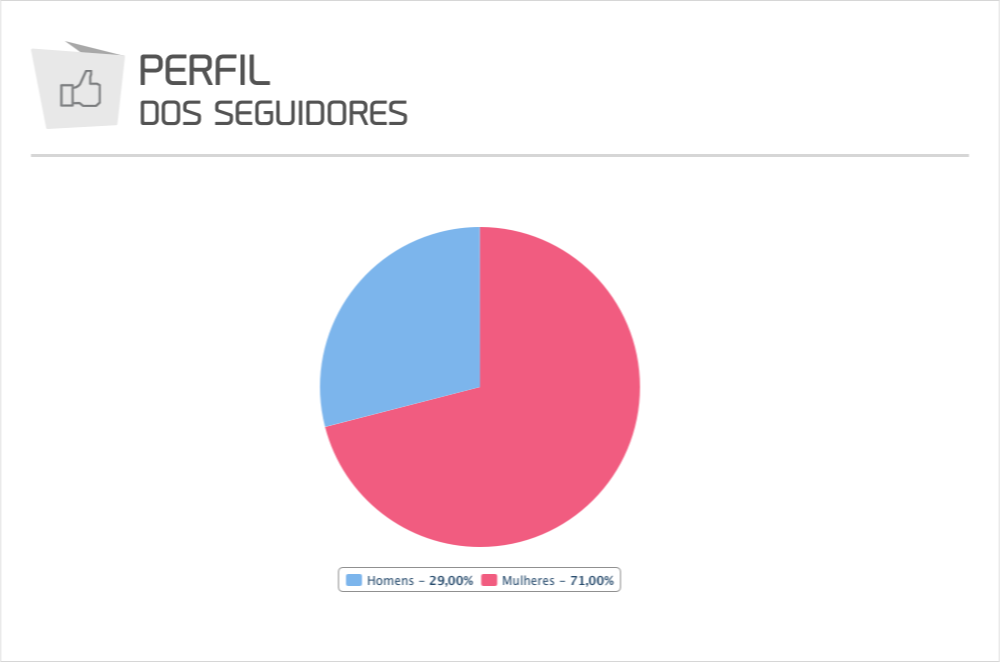 PERFIL
DOS SEGUIDORES
Homens – 29,00% Mulheres – 71,00%